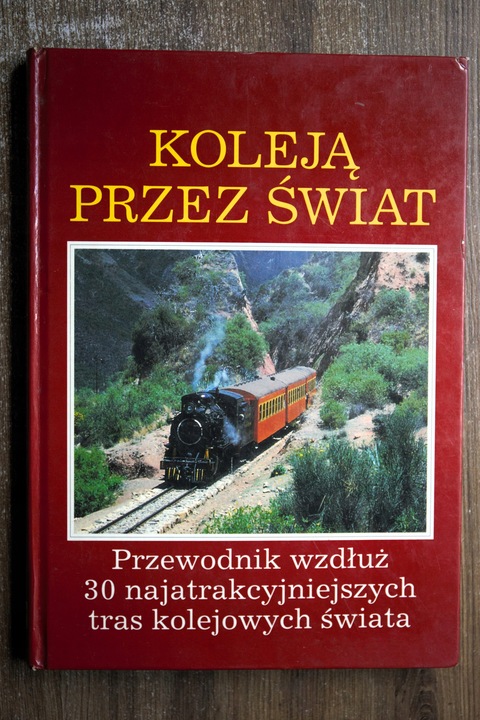 KOLEJĄ
PRZEZ ŚWIAT
Przewodnik wzdłuż
30 najatrakcyjniejszych
tras kolejowych świata